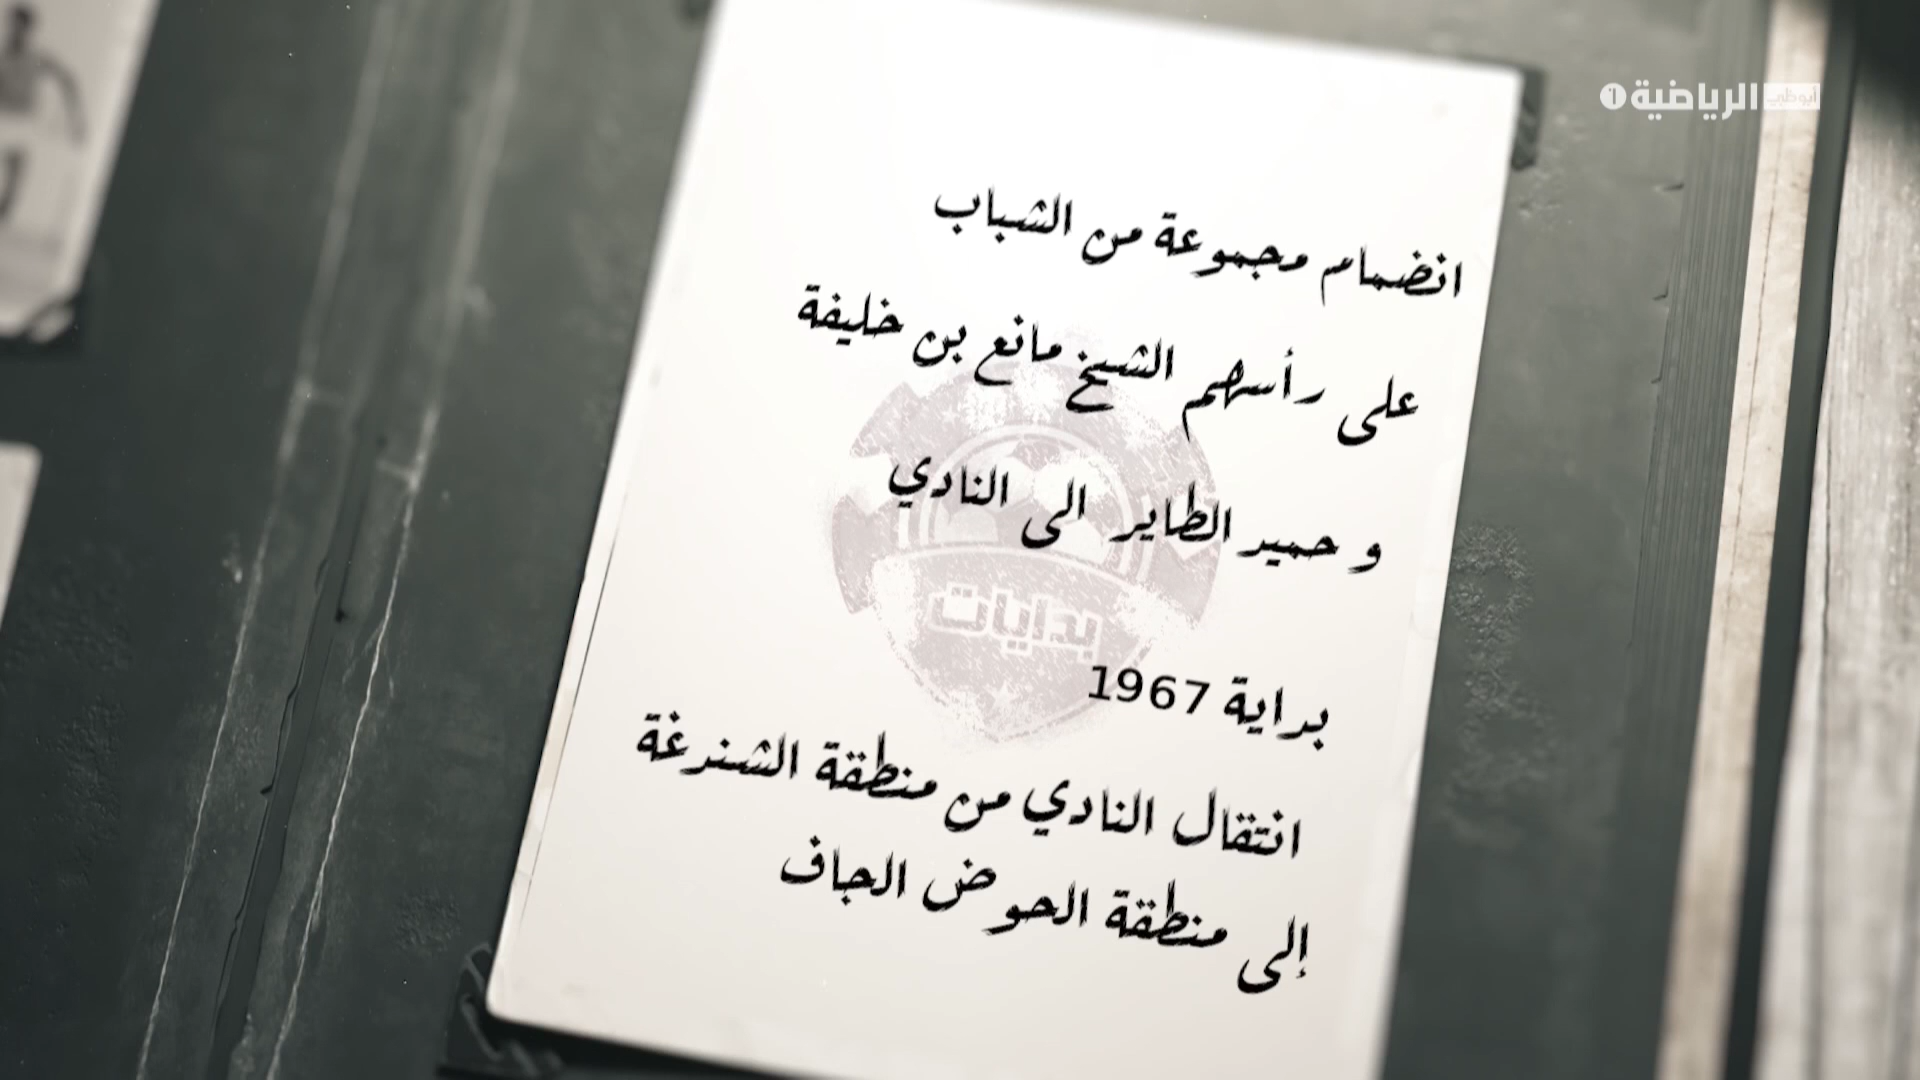 أبوظبي الرياضية 1
انضمام مجموعة من الشباب
على رأسهم الشيخ مانع بن خليفة
و حمير الطاير الى النادي
بدايات
براية 1967
انتقال النادي من منطقة الشنرغة
إلى منطقة الحوض الجاف